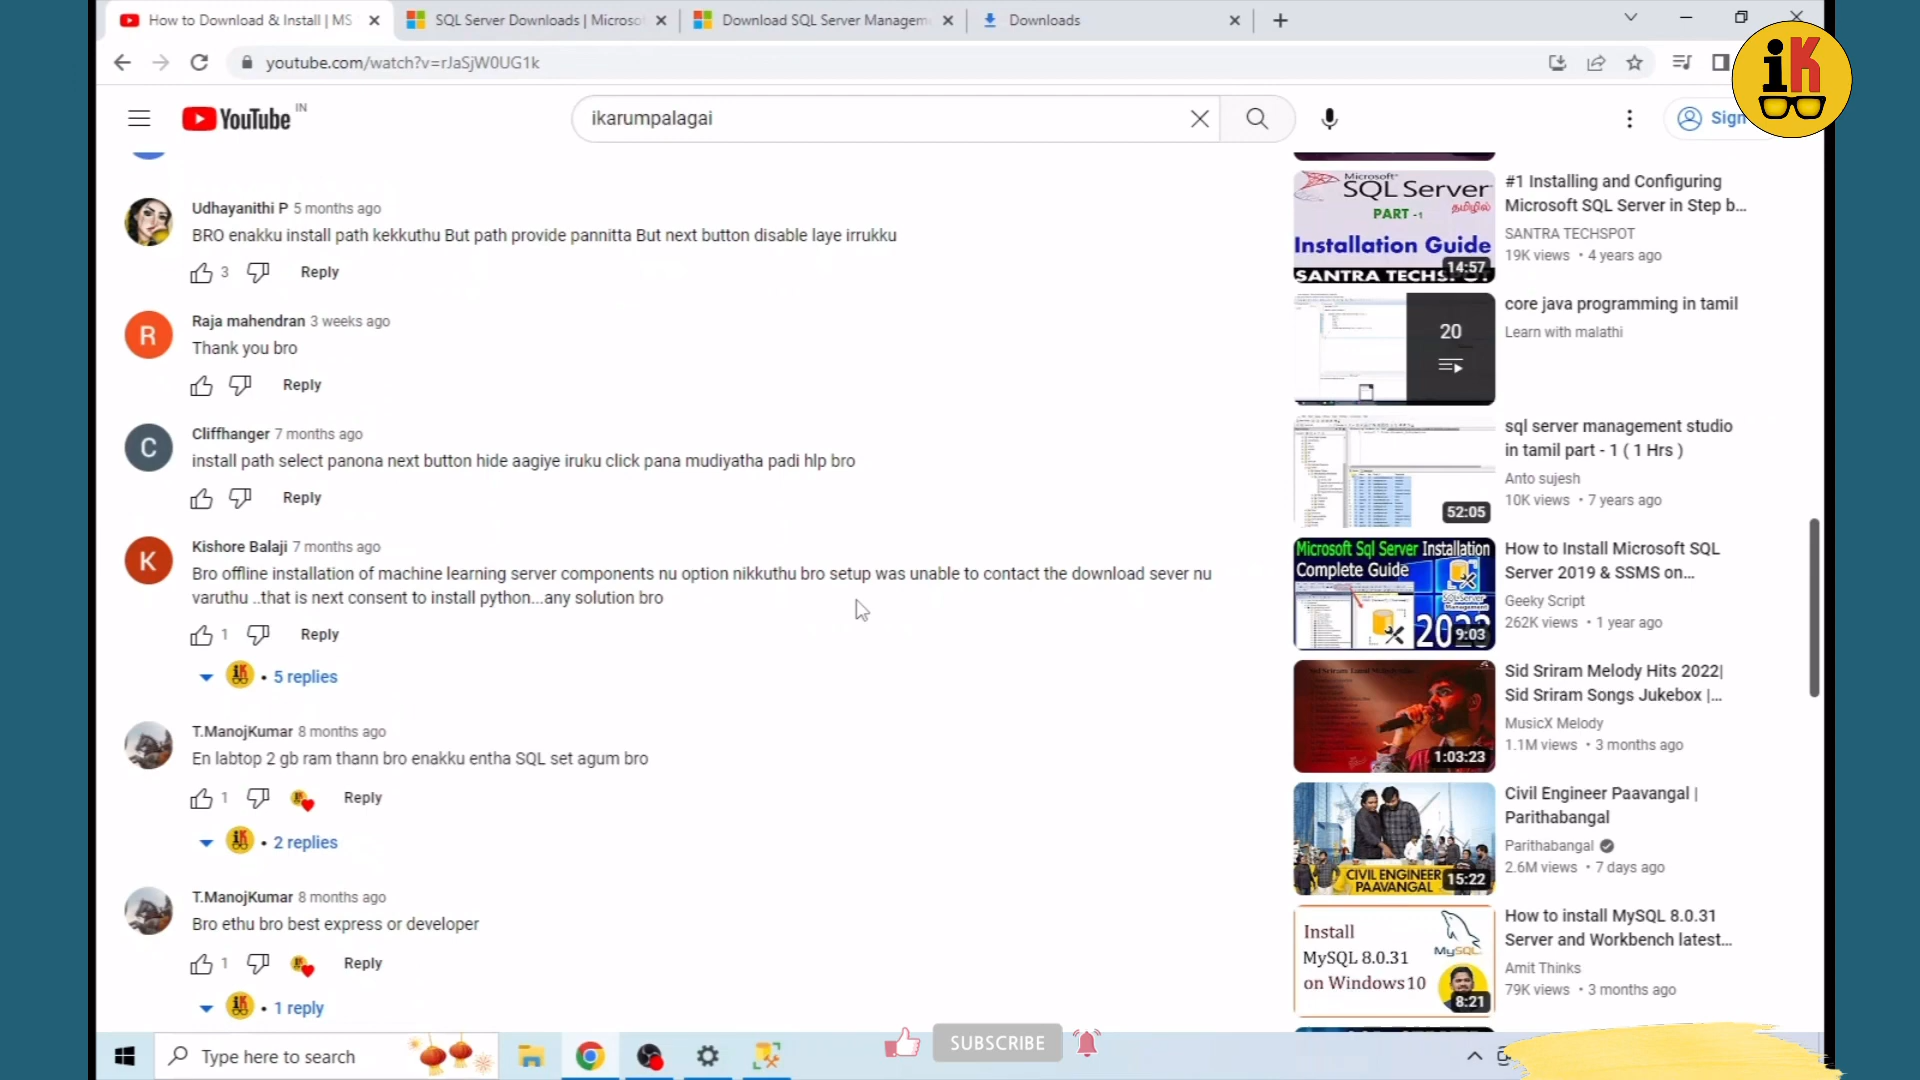 How to Download & Install | MS
SQL Server Downloads | Microsof
Download SQL Server Managem
Downloads
youtube.com/watch?v=rJaSjW0UG1k
iK
YouTube IN
ikarumpalagai
Sign
Udhayanithi P 5 months ago
BRO enakku install path kekkuthu But path provide pannitta But next button disable laye irrukku
3 Reply
R
Raja mahendran 3 weeks ago
Thank you bro
Reply
C
Cliffhanger 7 months ago
install path select panona next button hide aagiye iruku click pana mudiyatha padi hlp bro
Reply
K
Kishore Balaji 7 months ago
Bro offline installation of machine learning server components nu option nikkuthu bro setup was unable to contact the download sever nu
varuthu ..that is next consent to install python...any solution bro
1 Reply
iK • 5 replies
T.ManojKumar 8 months ago
En labtop 2 gb ram thann bro enakku entha SQL set agum bro
1 Reply
iK • 2 replies
T.ManojKumar 8 months ago
Bro ethu bro best express or developer
1 Reply
iK • 1 reply
Microsoft
SQL Server
PART -1 தமிழில்
Installation Guide
14:57
SANTRA TECHSPOT
#1 Installing and Configuring
Microsoft SQL Server in Step b...
SANTRA TECHSPOT
19K views • 4 years ago
20
core java programming in tamil
Learn with malathi
52:05
sql server management studio
in tamil part - 1 ( 1 Hrs )
Anto sujesh
10K views • 7 years ago
Microsoft Sql Server Installation
Complete Guide
9:03
How to Install Microsoft SQL
Server 2019 & SSMS on...
Geeky Script
262K views • 1 year ago
1:03:23
Sid Sriram Melody Hits 2022|
Sid Sriram Songs Jukebox |...
MusicX Melody
1.1M views • 3 months ago
CIVIL ENGINEER
PAAVANGAL
15:22
Civil Engineer Paavangal |
Parithabangal
Parithabangal
2.6M views • 7 days ago
Install
MySQL 8.0.31
on Windows 10
MySQL
8:21
How to install MySQL 8.0.31
Server and Workbench latest...
Amit Thinks
79K views • 3 months ago
Type here to search
SUBSCRIBE